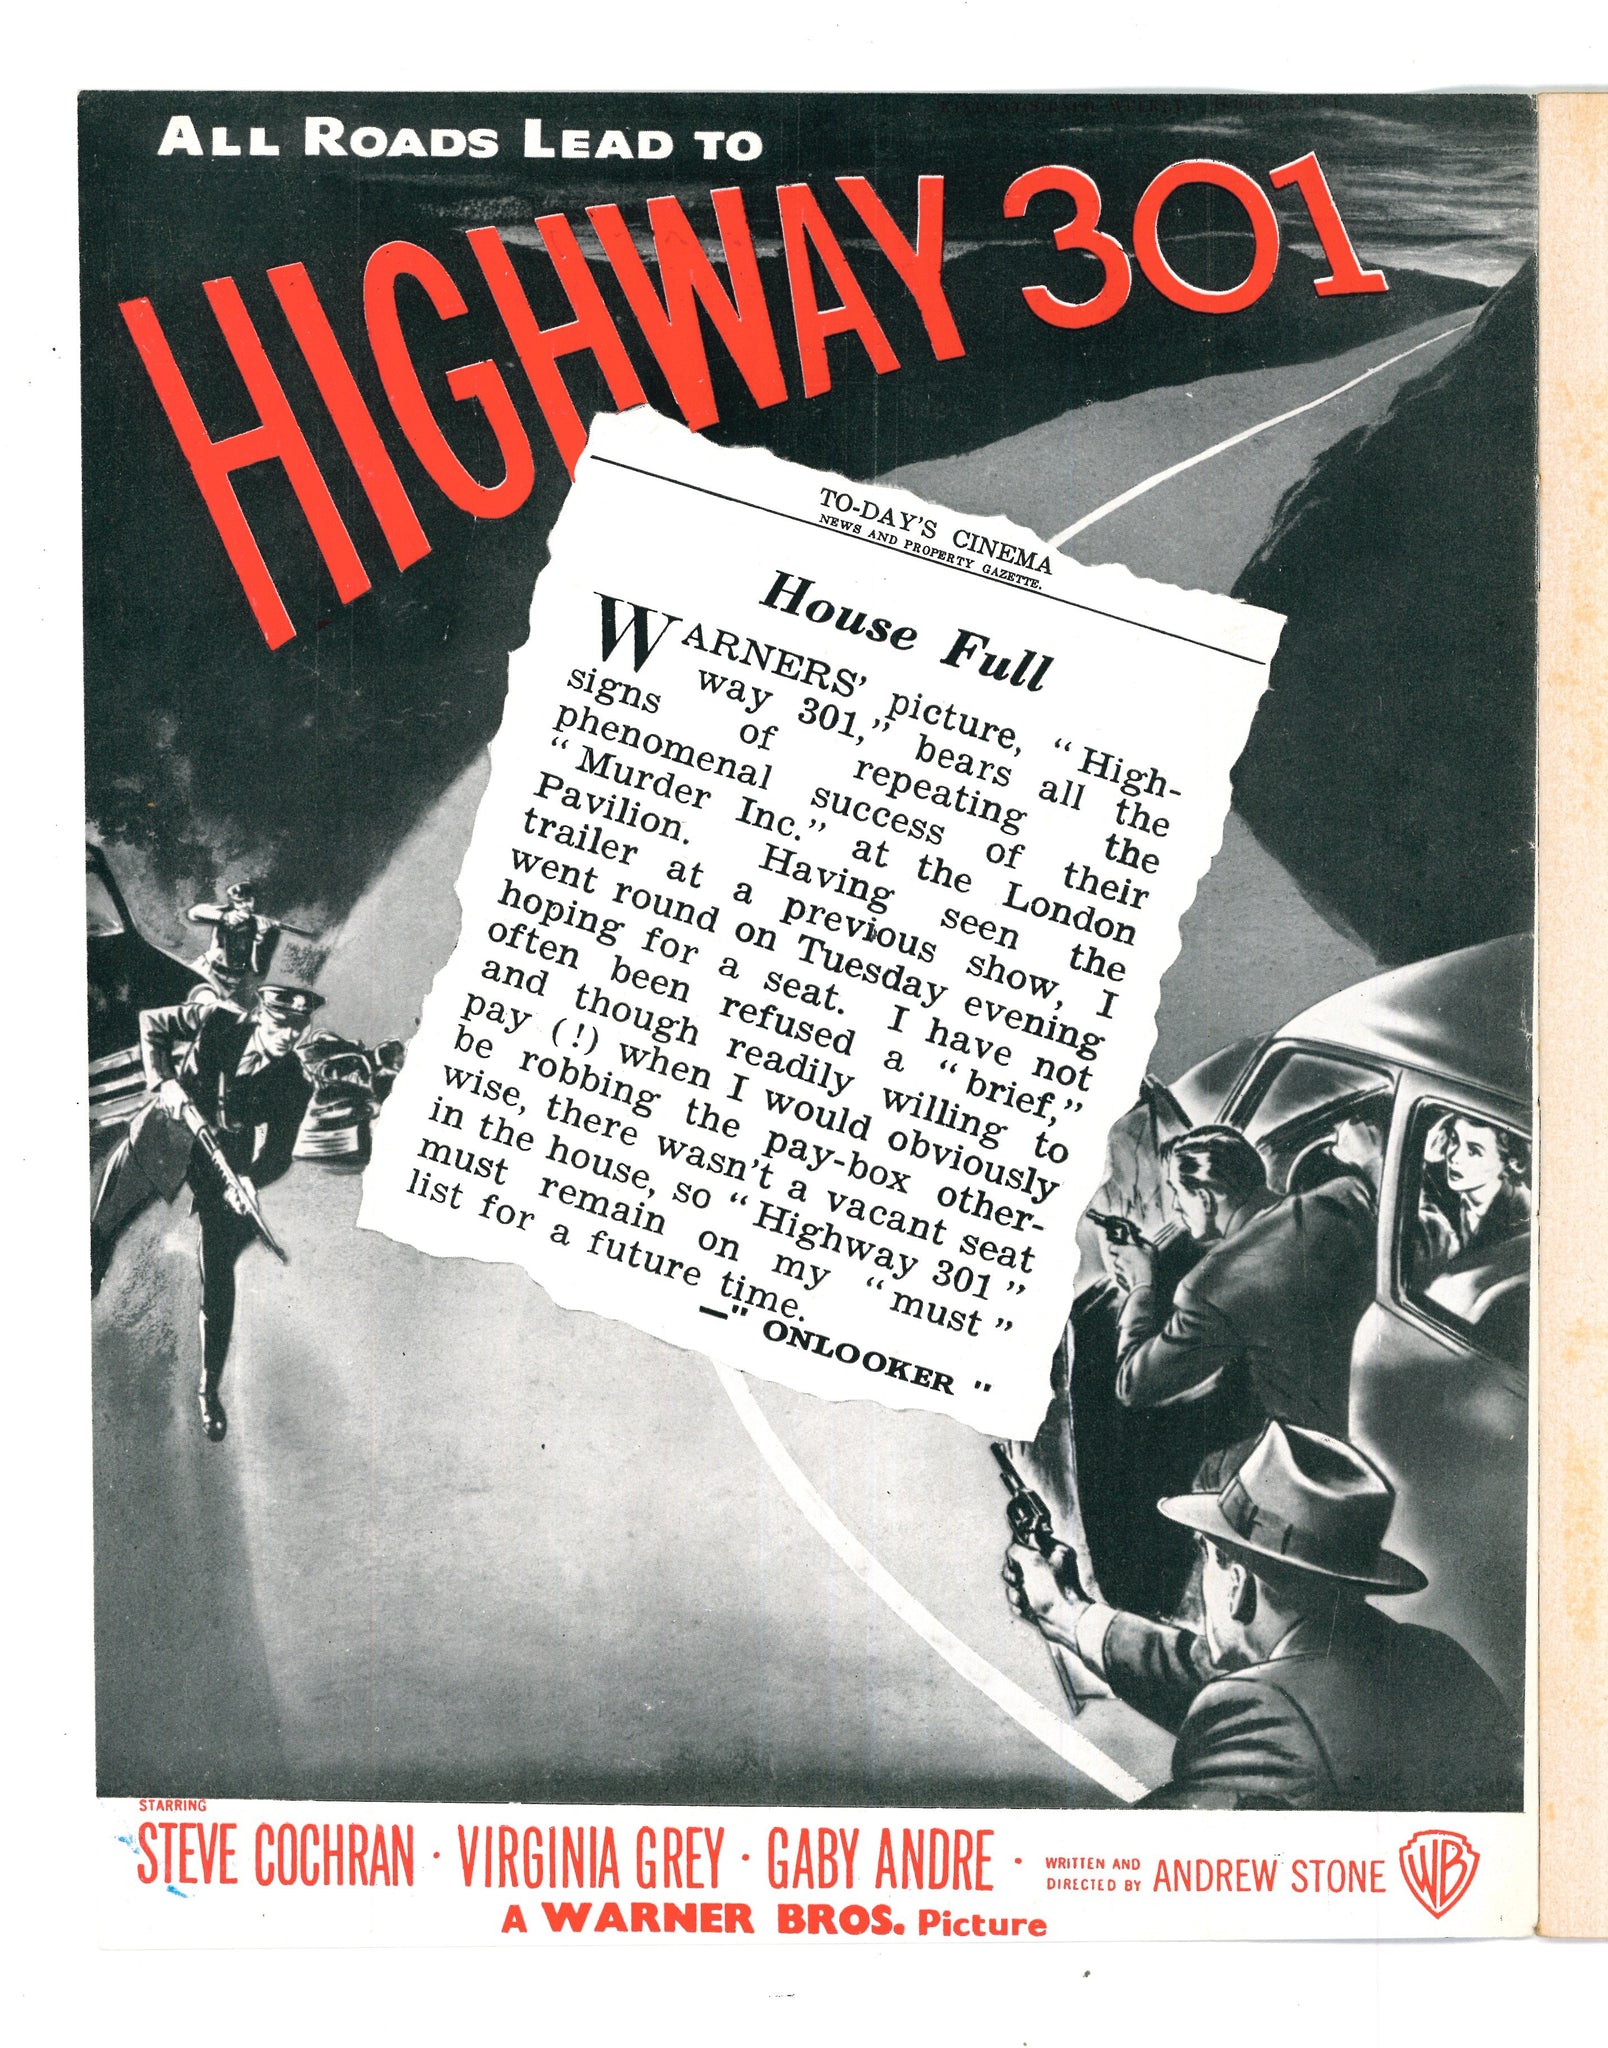 ALL ROADS LEAD TO
HIGHWAY 301
TO-DAY'S CINEMA
NEWS AND PROPERTY GAZETTE.
House Full
WARNERS' picture, "High-
way 301," bears all the
signs of repeating the
phenomenal success of their
"Murder Inc." at the London
Pavilion. Having seen the
trailer at a previous show, I
went round on Tuesday evening
hoping for a seat. I have not
often been refused a "brief,"
and though readily willing to
pay (!) when I would obviously
be robbing the pay-box other-
wise, there wasn't a vacant seat
in the house, so "Highway 301"
must remain on my "must"
list for a future time.
—" ONLOOKER "
STARRING
STEVE COCHRAN · VIRGINIA GREY · GABY ANDRE ·
WRITTEN AND
DIRECTED BY
ANDREW STONE
WB
A WARNER BROS. Picture